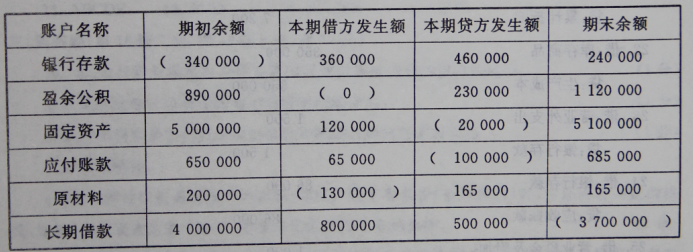 账户名称 期初余额 本期借方发生额 本期贷方发生额 期末余额
银行存款 ( 340 000 ) 360 000 460 000 240 000
盈余公积 890 000 ( 0 ) 230 000 1 120 000
固定资产 5 000 000 120 000 ( 20 000 ) 5 100 000
应付账款 650 000 65 000 ( 100 000 ) 685 000
原材料 200 000 ( 130 000 ) 165 000 165 000
长期借款 4 000 000 800 000 500 000 ( 3 700 000 )